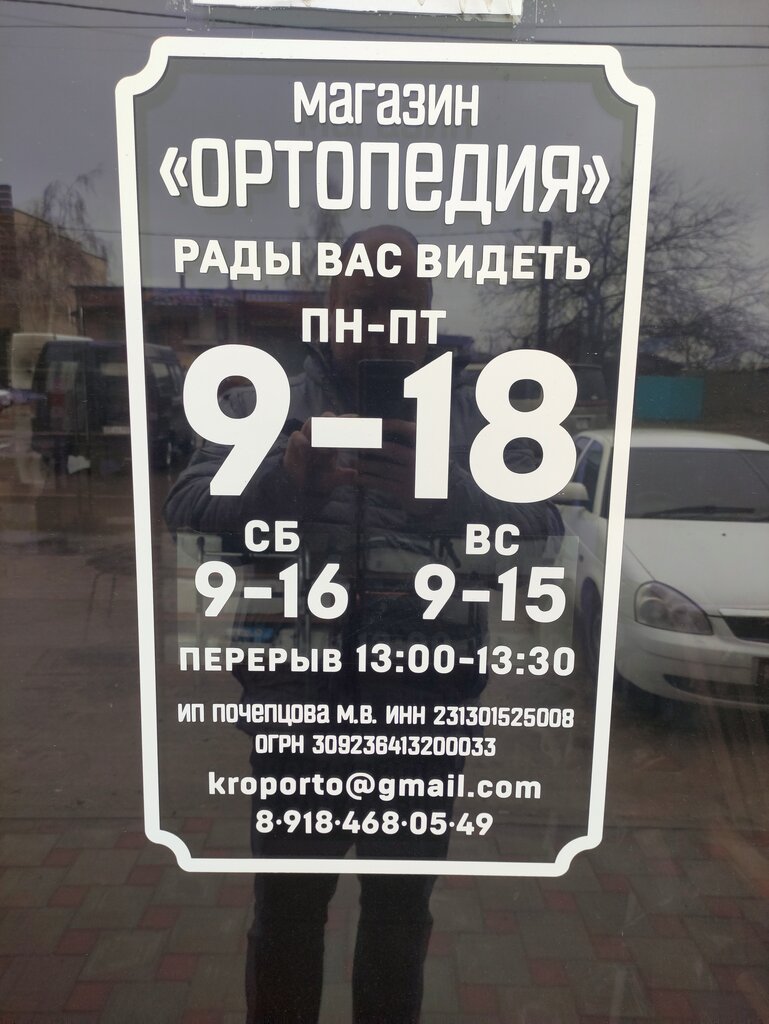 магазин
«ОРТОПЕДИЯ»
РАДЫ ВАС ВИДЕТЬ
ПН-ПТ
9-18
СБ ВС
9-16 9-15
ПЕРЕРЫВ 13:00-13:30
ИП ПОЧЕПЦОВА М.В. ИНН 231301525008
ОГРН 309236413200033
kroporto@gmail.com
8·918·468·05·49